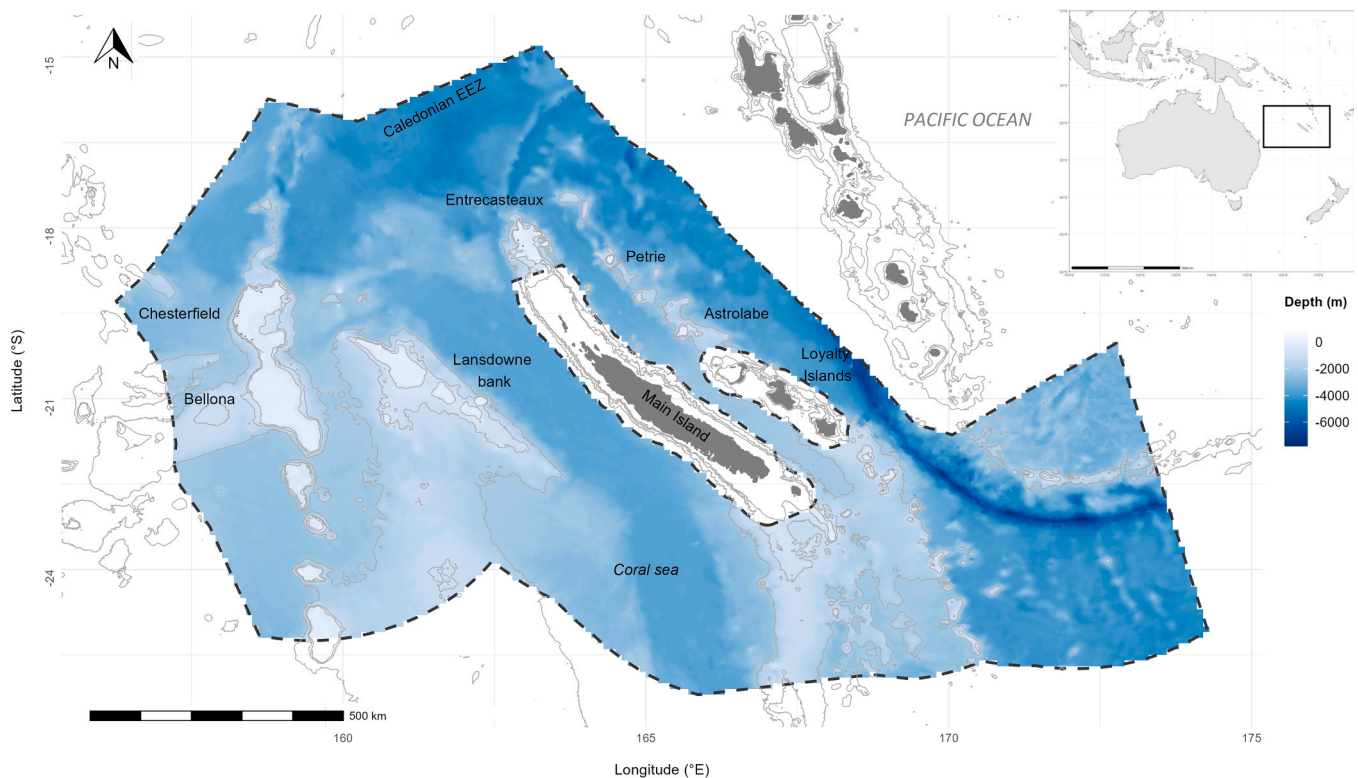 N
-15
-18
-21
-24
Latitude (°S)
Caledonian EEZ
PACIFIC OCEAN
Entrecasteaux
Petrie
Chesterfield
Astrolabe
Lansdowne
bank
Loyalty
Islands
Bellona
Main Island
Coral sea
Depth (m)
0
-2000
-4000
-6000
500 km
160
165
170
175
Longitude (°E)